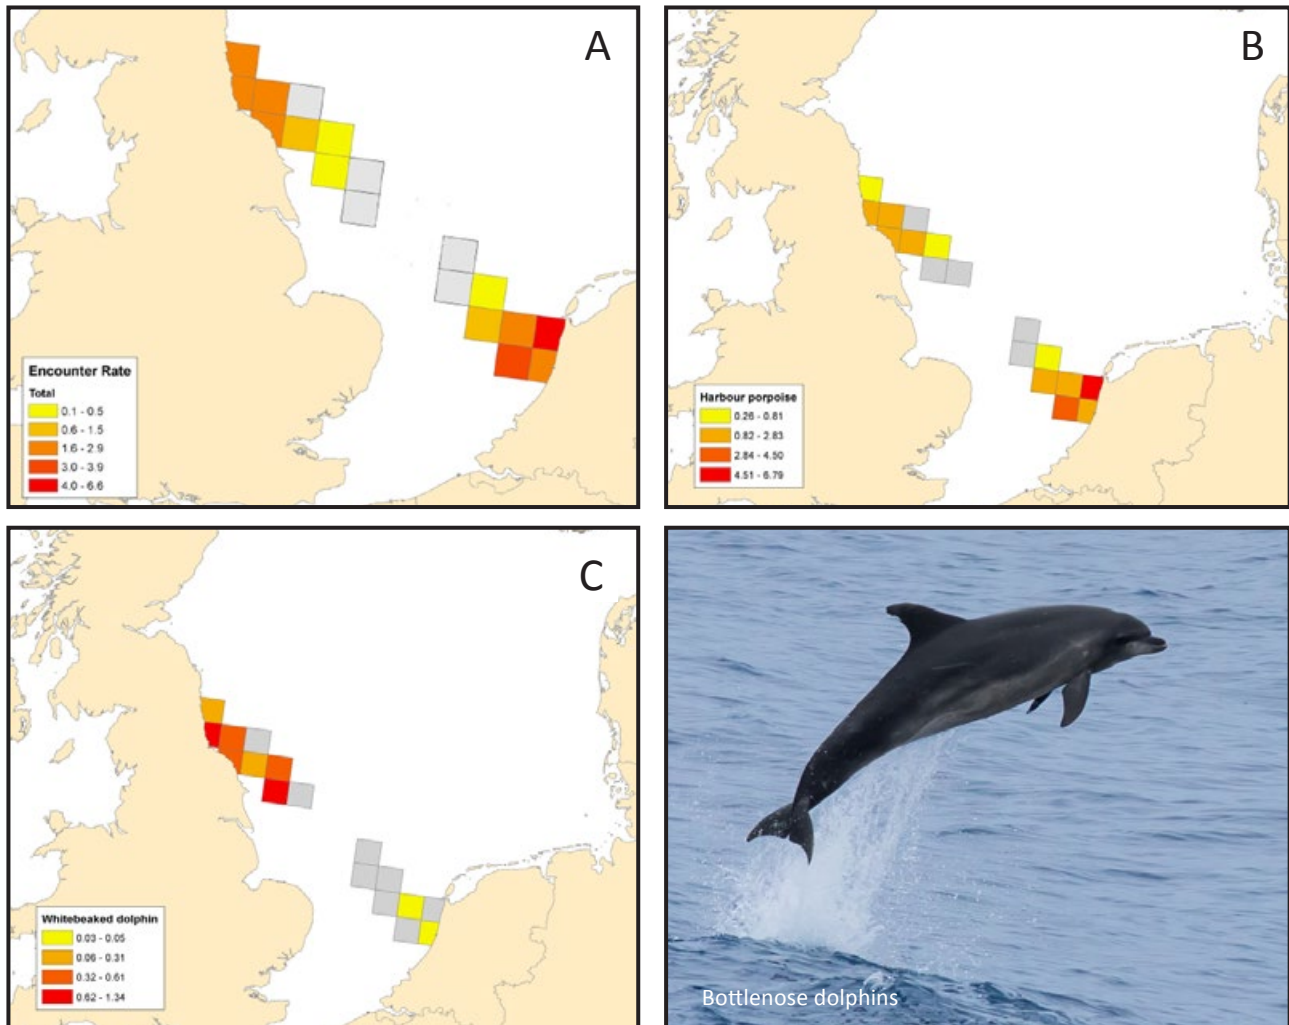 A
Encounter Rate
Total
0.1 - 0.5
0.6 - 1.5
1.6 - 2.9
3.0 - 3.9
4.0 - 6.6
B
Harbour porpoise
0.26 - 0.81
0.82 - 2.83
2.84 - 4.50
4.51 - 6.79
C
Whitebeaked dolphin
0.03 - 0.05
0.06 - 0.31
0.32 - 0.61
0.62 - 1.34
Bottlenose dolphins